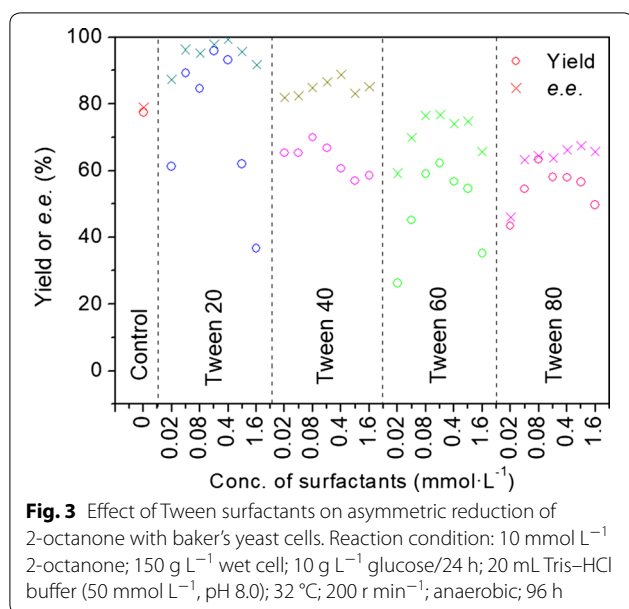 100
80
60
40
20
0
Yield or e.e. (%)
Yield
e.e.
Control
Tween 20
Tween 40
Tween 60
Tween 80
0
0.02
0.08
0.4
1.6
0.02
0.08
0.4
1.6
0.02
0.08
0.4
1.6
0.02
0.08
0.4
1.6
Conc. of surfactants (mmol·L⁻¹)
Fig. 3 Effect of Tween surfactants on asymmetric reduction of
2-octanone with baker's yeast cells. Reaction condition: 10 mmol L⁻¹
2-octanone; 150 g L⁻¹ wet cell; 10 g L⁻¹ glucose/24 h; 20 mL Tris–HCl
buffer (50 mmol L⁻¹, pH 8.0); 32 °C; 200 r min⁻¹; anaerobic; 96 h